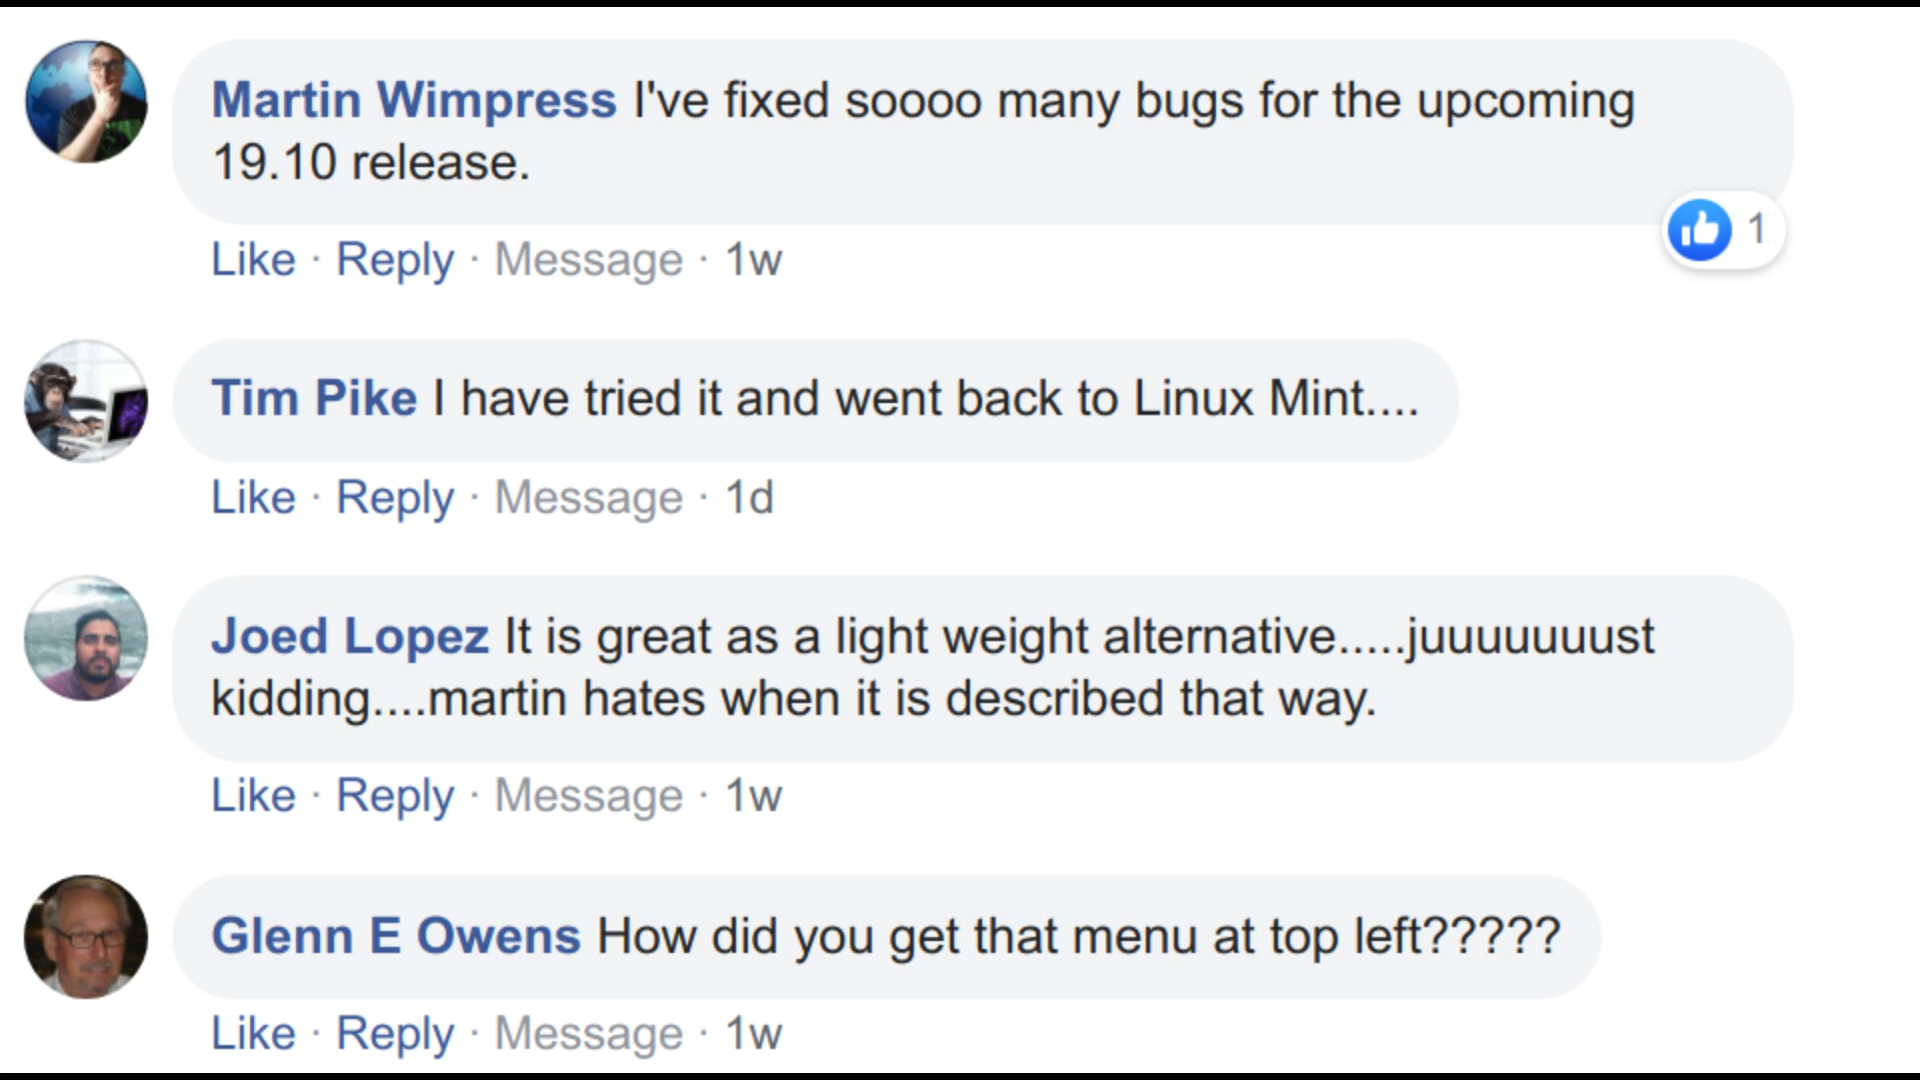 Martin Wimpress I've fixed soooo many bugs for the upcoming
19.10 release.
1
Like · Reply · Message · 1w
Tim Pike I have tried it and went back to Linux Mint....
Like · Reply · Message · 1d
Joed Lopez It is great as a light weight alternative.....juuuuuuust
kidding....martin hates when it is described that way.
Like · Reply · Message · 1w
Glenn E Owens How did you get that menu at top left?????
Like · Reply · Message · 1w